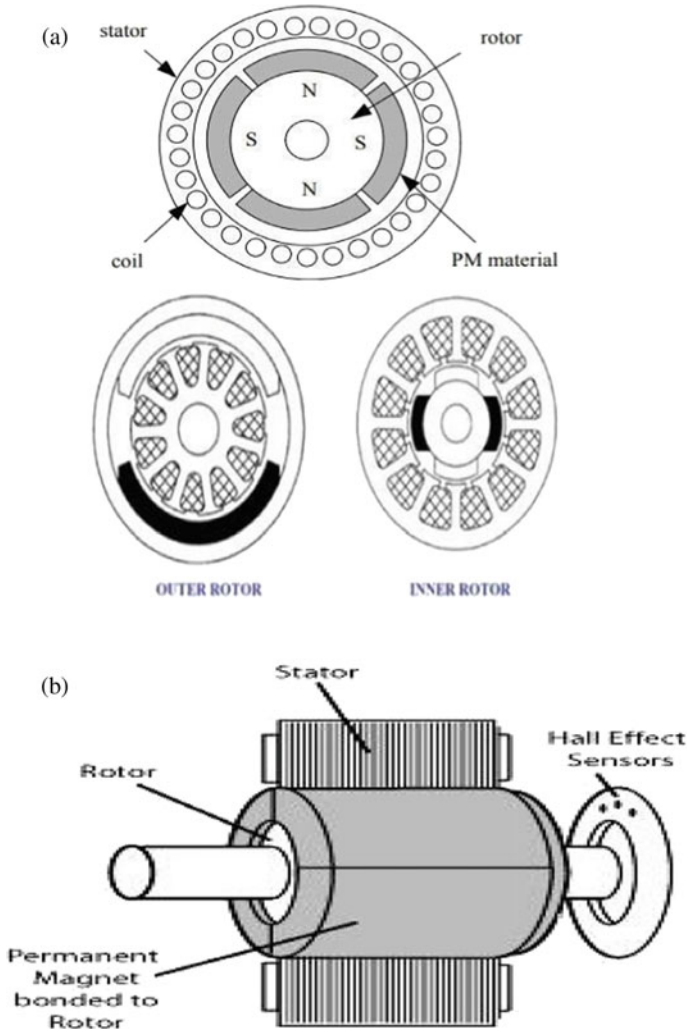 (a)
stator
rotor
N
S
S
N
coil
PM material
OUTER ROTOR
INNER ROTOR
(b)
Stator
Hall Effect
Sensors
Rotor
Permanent
Magnet
bonded to
Rotor